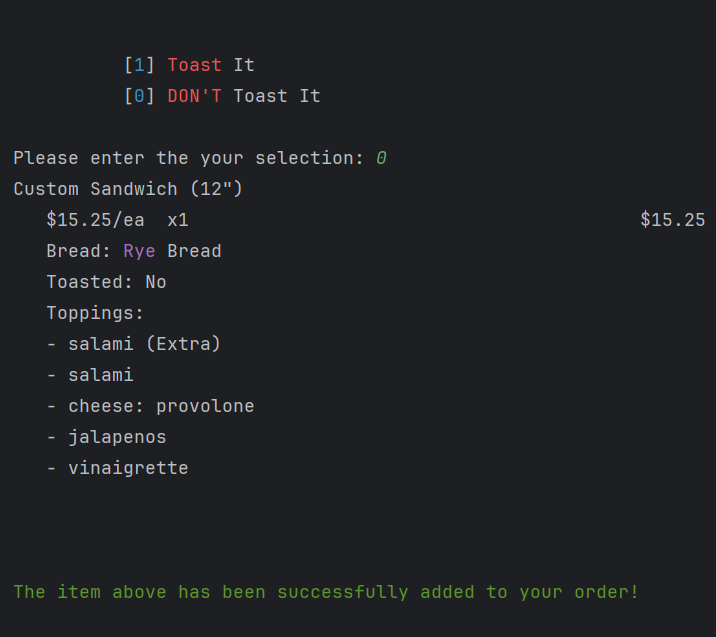 [1] Toast It
[0] DON'T Toast It
Please enter the your selection: 0
Custom Sandwich (12")
$15.25/ea  x1 $15.25
Bread: Rye Bread
Toasted: No
Toppings:
- salami (Extra)
- salami
- cheese: provolone
- jalapenos
- vinaigrette
The item above has been successfully added to your order!